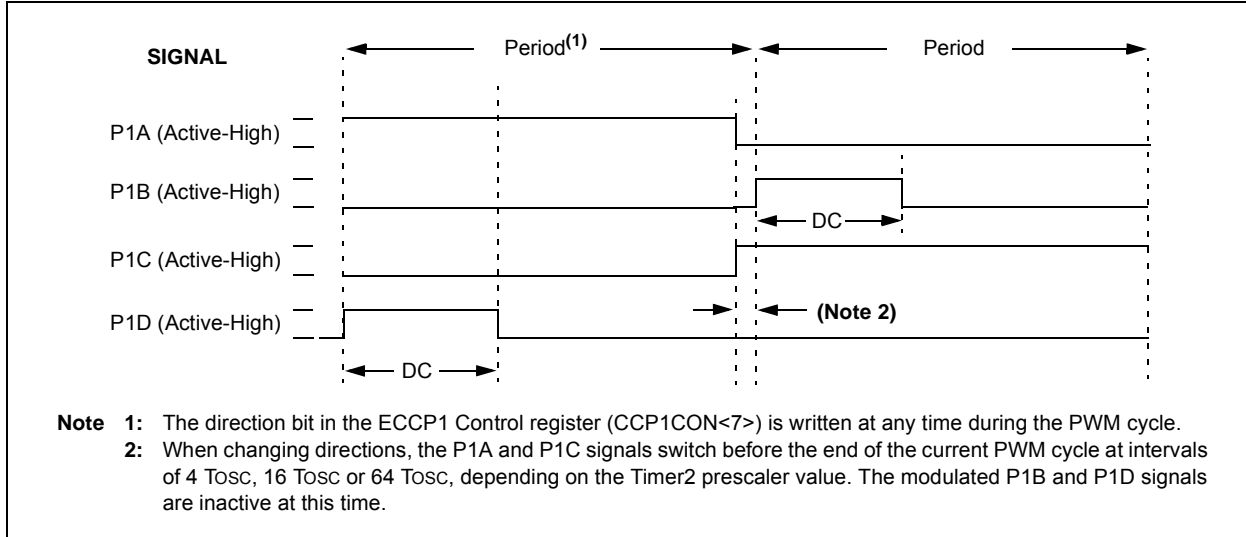 SIGNAL
Period(1)
Period
P1A (Active-High)
P1B (Active-High)
DC
P1C (Active-High)
P1D (Active-High)
(Note 2)
DC
Note 1: The direction bit in the ECCP1 Control register (CCP1CON<7>) is written at any time during the PWM cycle.
2: When changing directions, the P1A and P1C signals switch before the end of the current PWM cycle at intervals
of 4 TOSC, 16 TOSC or 64 TOSC, depending on the Timer2 prescaler value. The modulated P1B and P1D signals
are inactive at this time.